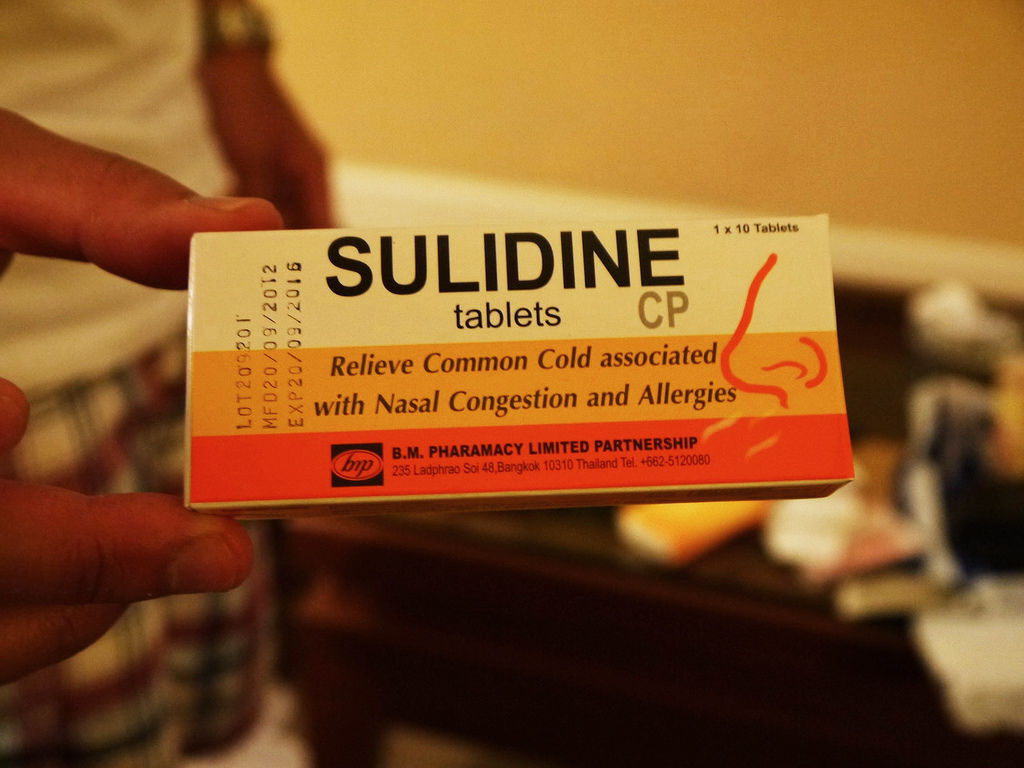 1 x 10 Tablets
SULIDINE
tablets CP
LOT209201
MFD20/09/2012
EXP20/09/2016
Relieve Common Cold associated
with Nasal Congestion and Allergies
bmp B.M. PHARAMACY LIMITED PARTNERSHIP
235 Ladphrao Soi 48,Bangkok 10310 Thailand Tel. +662-5120080